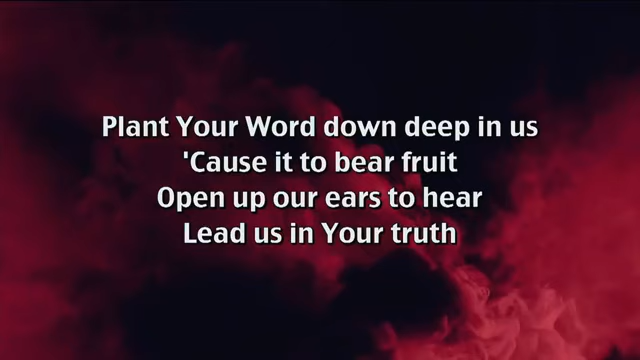 Plant Your Word down deep in us
'Cause it to bear fruit
Open up our ears to hear
Lead us in Your truth